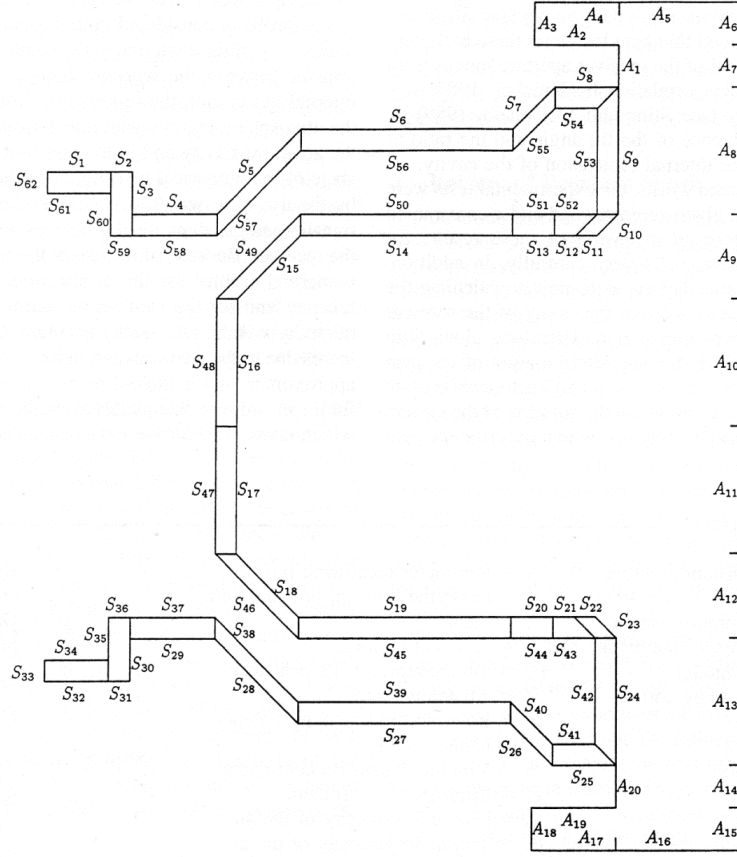 A₃ A₄ A₅ A₆
A₂
A₁ A₇
S₈
S₇ S₅₄
S₆
S₅₅ S₅₃ S₉ A₈
S₅ S₅₆
S₁ S₂
S₆₂ S₃
S₆₁ S₄ S₅₀ S₅₁ S₅₂
S₆₀ S₅₇ S₁₀
S₅₉ S₅₈ S₄₉ S₁₄ S₁₃ S₁₂ S₁₁
S₁₅ A₉
S₄₈ S₁₆ A₁₀
S₄₇ S₁₇ A₁₁
S₁₈ A₁₂
S₃₆ S₃₇ S₄₆ S₁₉ S₂₀ S₂₁ S₂₂
S₃₅ S₃₈ S₂₃
S₃₄ S₂₉ S₄₅ S₄₄ S₄₃
S₃₃ S₃₀
S₃₂ S₃₁ S₂₈ S₄₂ S₂₄
S₃₉ S₄₀ A₁₃
S₂₇ S₂₆ S₄₁
S₂₅ A₂₀ A₁₄
A₁₉
A₁₈ A₁₇ A₁₆ A₁₅